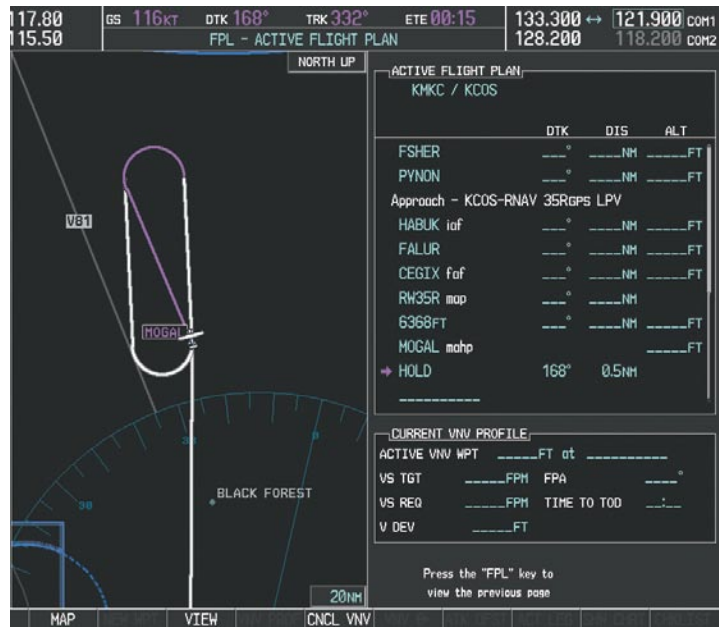 117.80 GS 116KT DTK 168° TRK 332° ETE 00:15 133.300 ↔ 121.900 COM1
115.50 FPL - ACTIVE FLIGHT PLAN 128.200 118.200 COM2
NORTH UP
V81
MOGAL
30
0
30
BLACK FOREST
20NM
ACTIVE FLIGHT PLAN
KMKC / KCOS
DTK DIS ALT
FSHER ___° ____NM _____FT
PYNON ___° ____NM _____FT
Approach - KCOS-RNAV 35RGPS LPV
HABUK iaf ___° ____NM _____FT
FALUR ___° ____NM _____FT
CEGIX faf ___° ____NM _____FT
RW35R map ___° ____NM
6368FT ___° ____NM _____FT
MOGAL mahp _____FT
HOLD 168° 0.5NM
__________
CURRENT VNV PROFILE
ACTIVE VNV WPT _____FT at __________
VS TGT _____FPM FPA ____°
VS REQ _____FPM TIME TO TOD __:__
V DEV _____FT
Press the "FPL" key to
view the previous page
MAP VIEW CNCL VNV